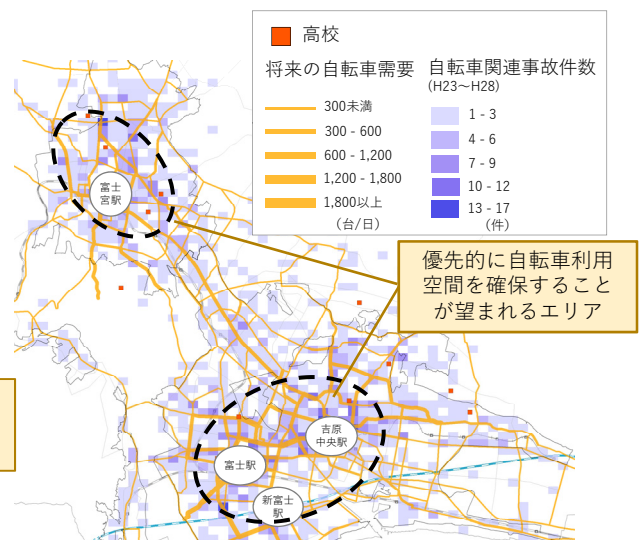 高校
将来の自転車需要
300未満
300 - 600
600 - 1,200
1,200 - 1,800
1,800以上
(台/日)
自転車関連事故件数
(H23～H28)
1 - 3
4 - 6
7 - 9
10 - 12
13 - 17
(件)
富士
宮駅
優先的に自転車利用
空間を確保すること
が望まれるエリア
吉原
中央駅
富士駅
新富士
駅